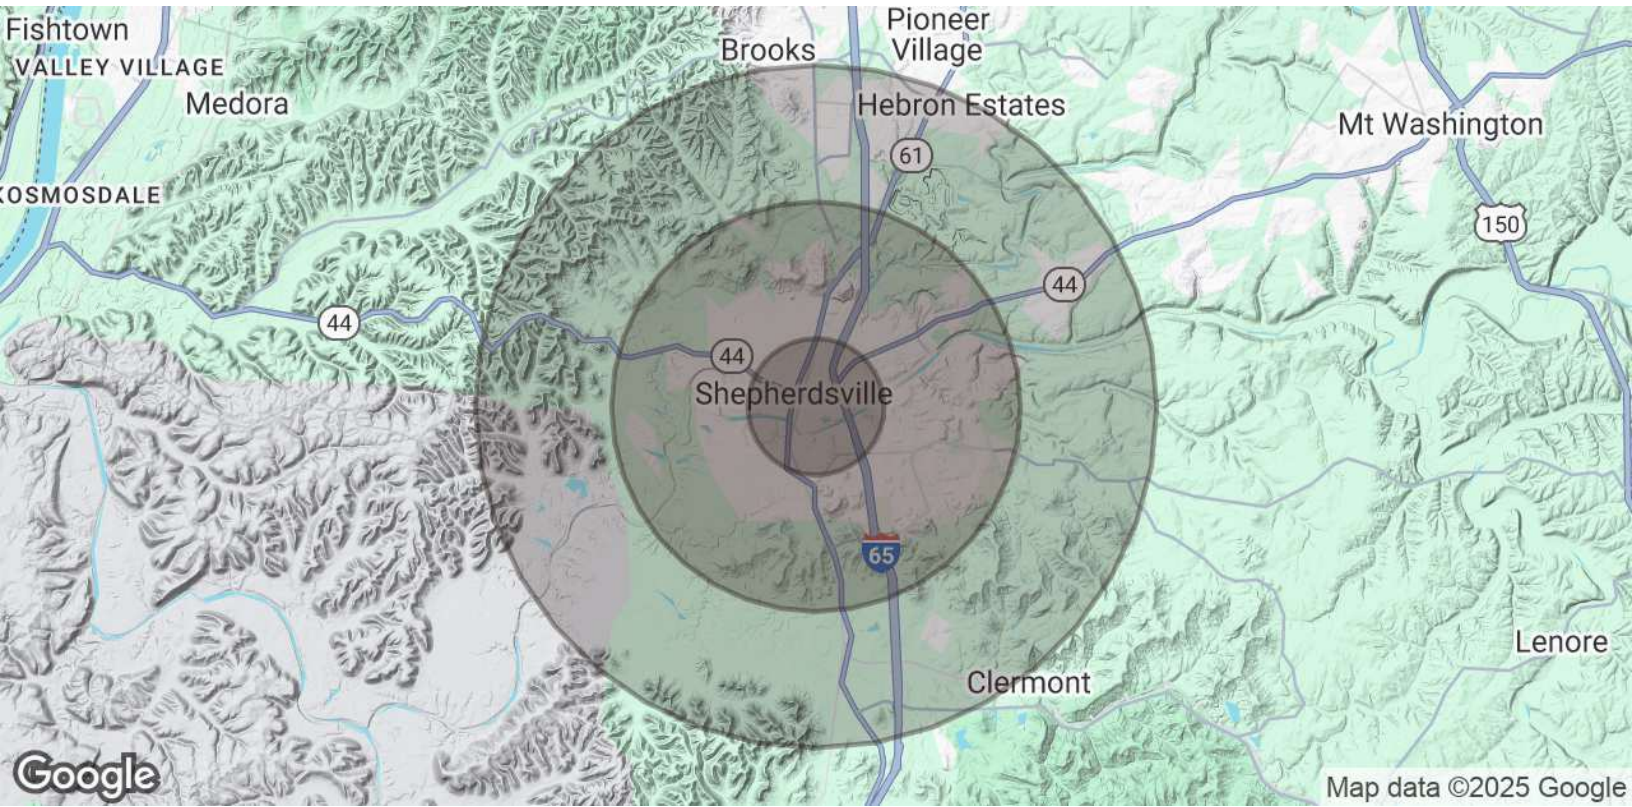 Fishtown
VALLEY VILLAGE
Medora
Brooks
Pioneer
Village
Hebron Estates
61
Mt Washington
KOSMOSDALE
150
44
44
44
Shepherdsville
65
Lenore
Clermont
Google
Map data ©2025 Google